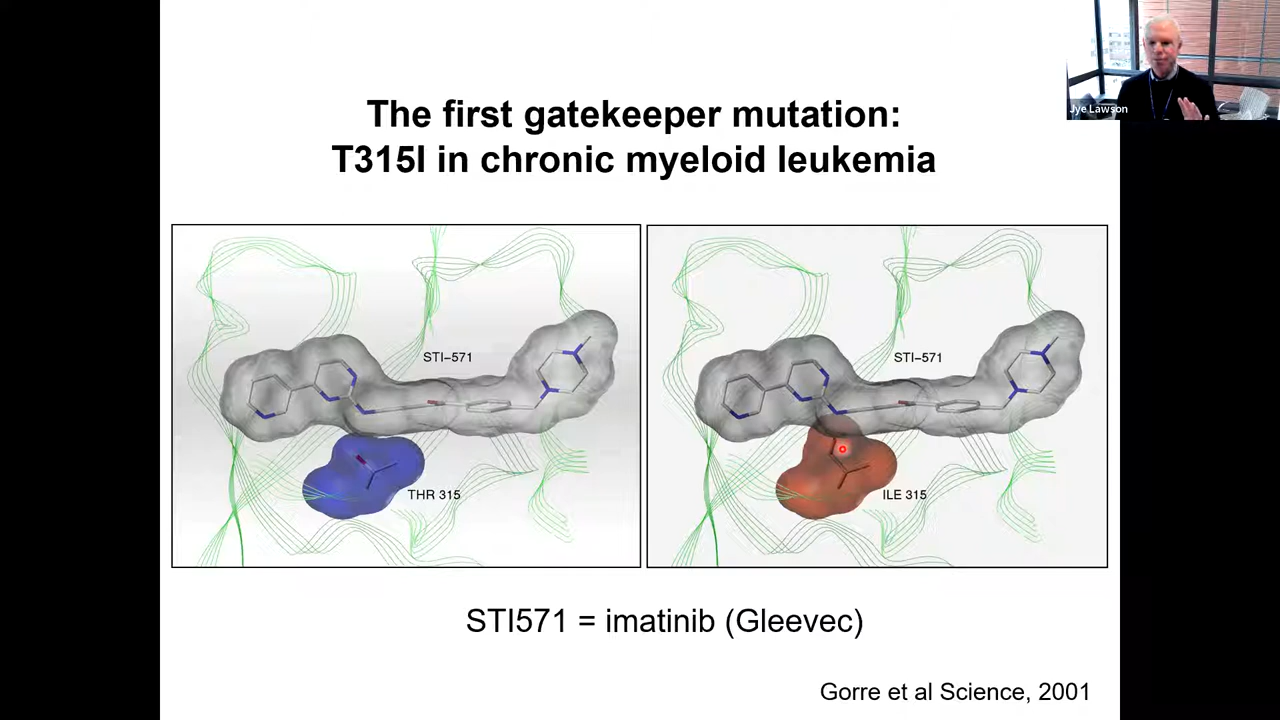 Jye Lawson
The first gatekeeper mutation:
T315I in chronic myeloid leukemia
STI–571
THR 315
STI–571
ILE 315
STI571 = imatinib (Gleevec)
Gorre et al Science, 2001